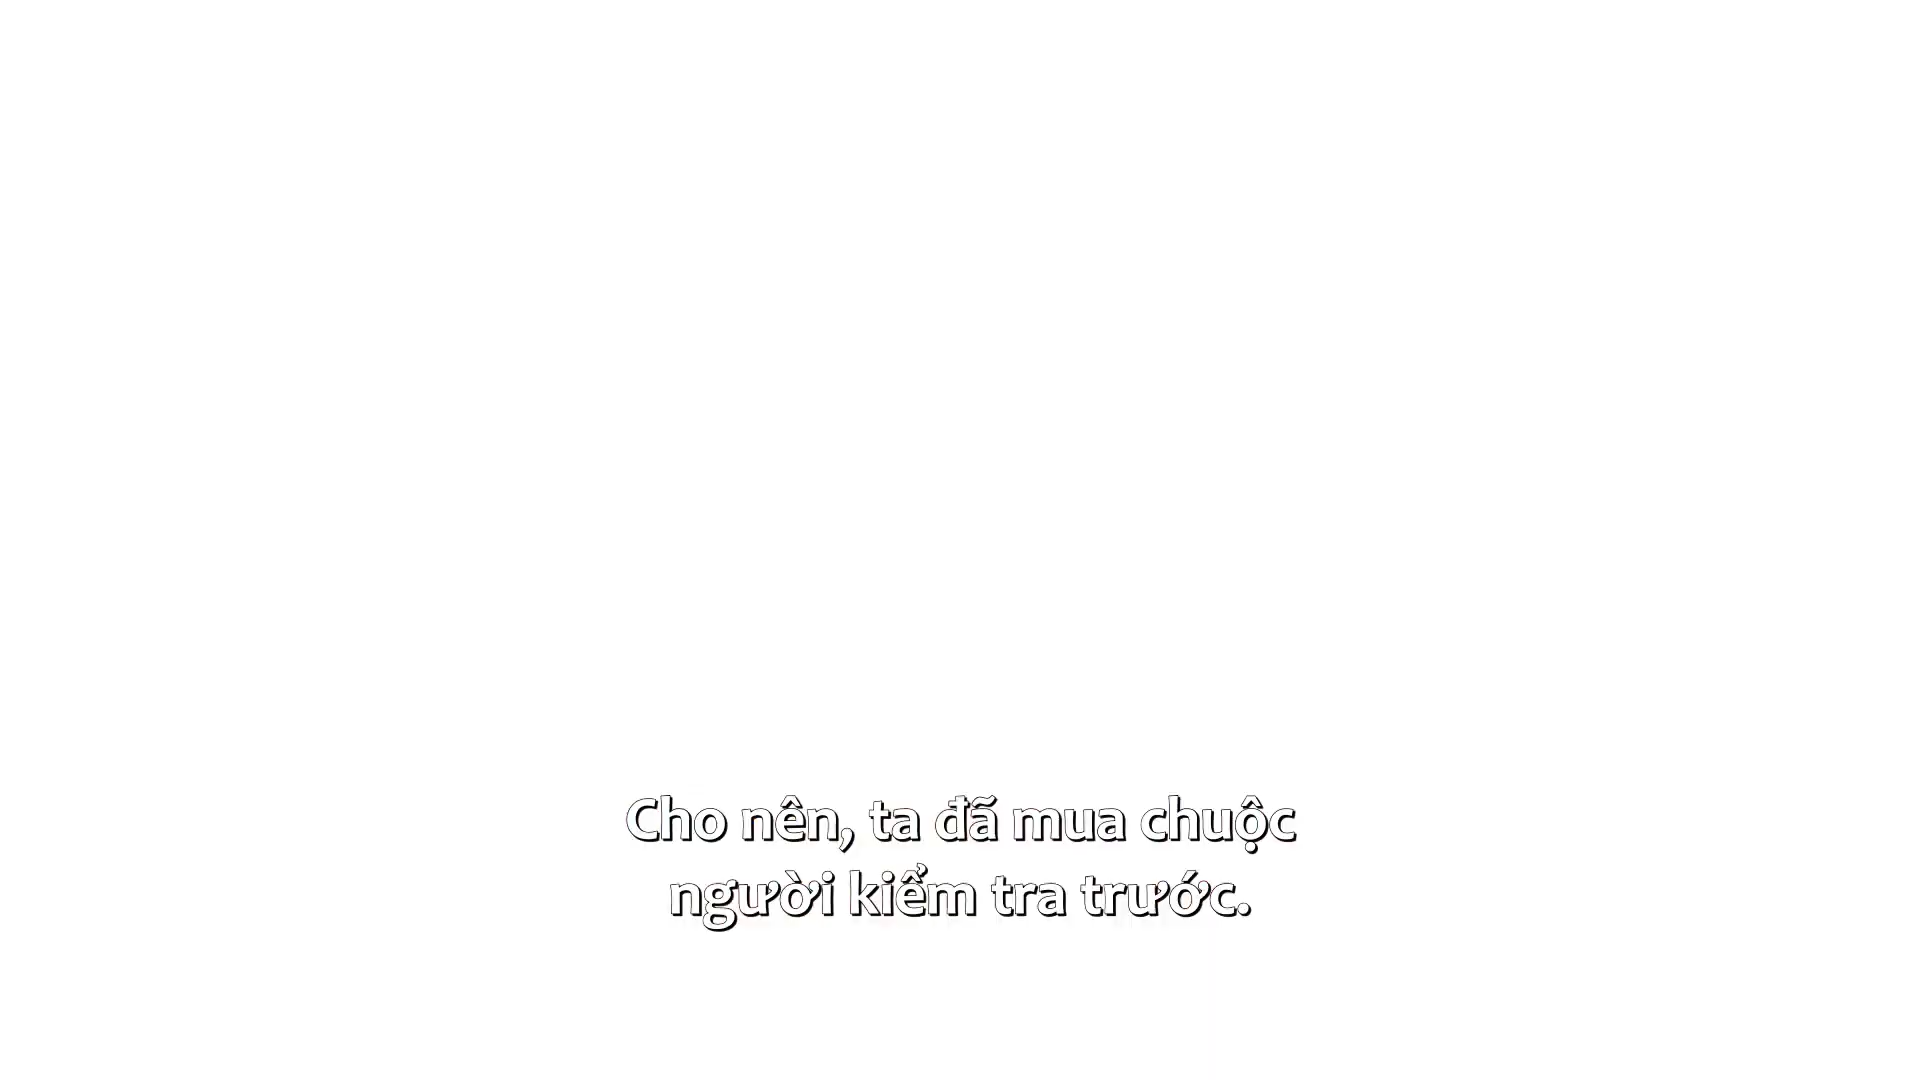 Cho nên, ta đã mua chuộc
người kiểm tra trước.